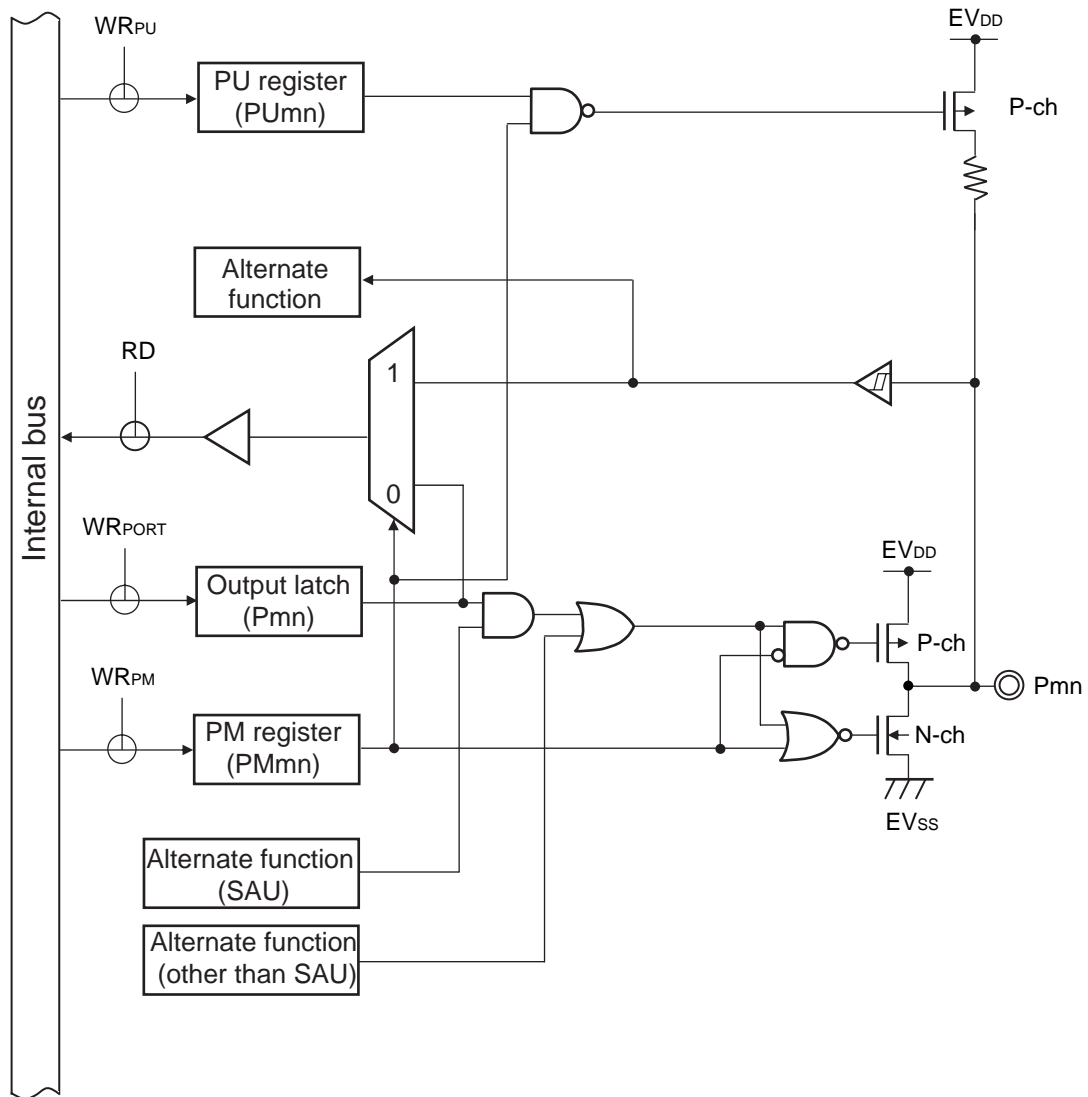 WRPU
EVDD
PU register
(PUmn)
P-ch
Alternate
function
RD
1
0
Internal bus
WRPORT
Output latch
(Pmn)
EVDD
P-ch
Pmn
WRPM
PM register
(PMmn)
N-ch
EVSS
Alternate function
(SAU)
Alternate function
(other than SAU)